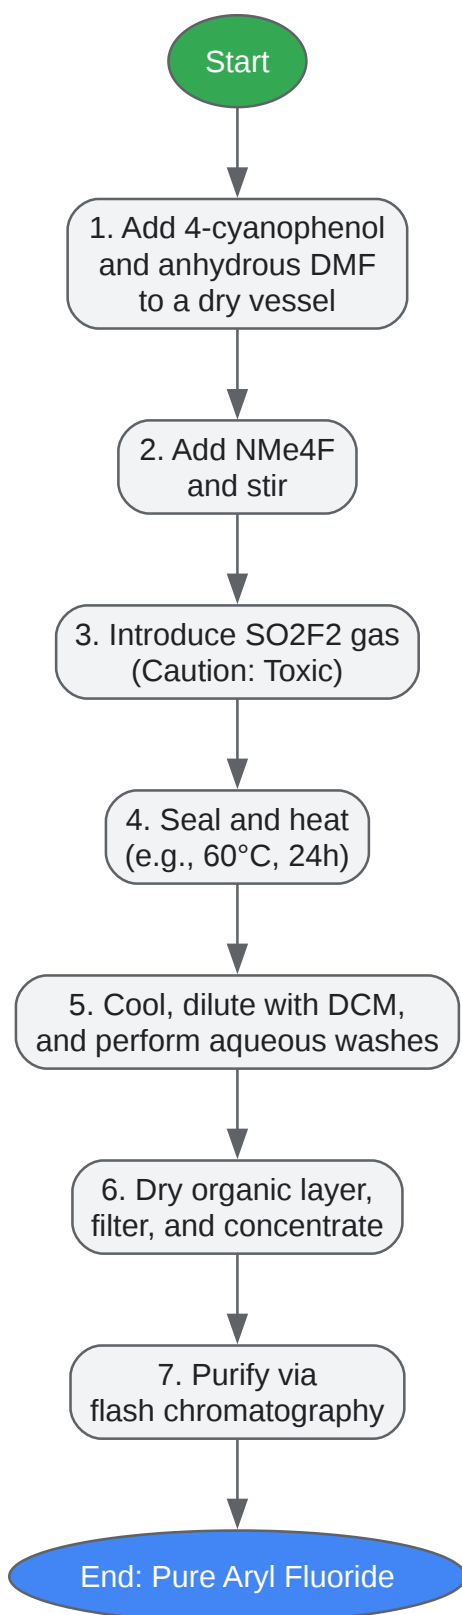 Start
1. Add 4-cyanophenol
and anhydrous DMF
to a dry vessel
2. Add NMe4F
and stir
3. Introduce SO2F2 gas
(Caution: Toxic)
4. Seal and heat
(e.g., 60°C, 24h)
5. Cool, dilute with DCM,
and perform aqueous washes
6. Dry organic layer,
filter, and concentrate
7. Purify via
flash chromatography
End: Pure Aryl Fluoride